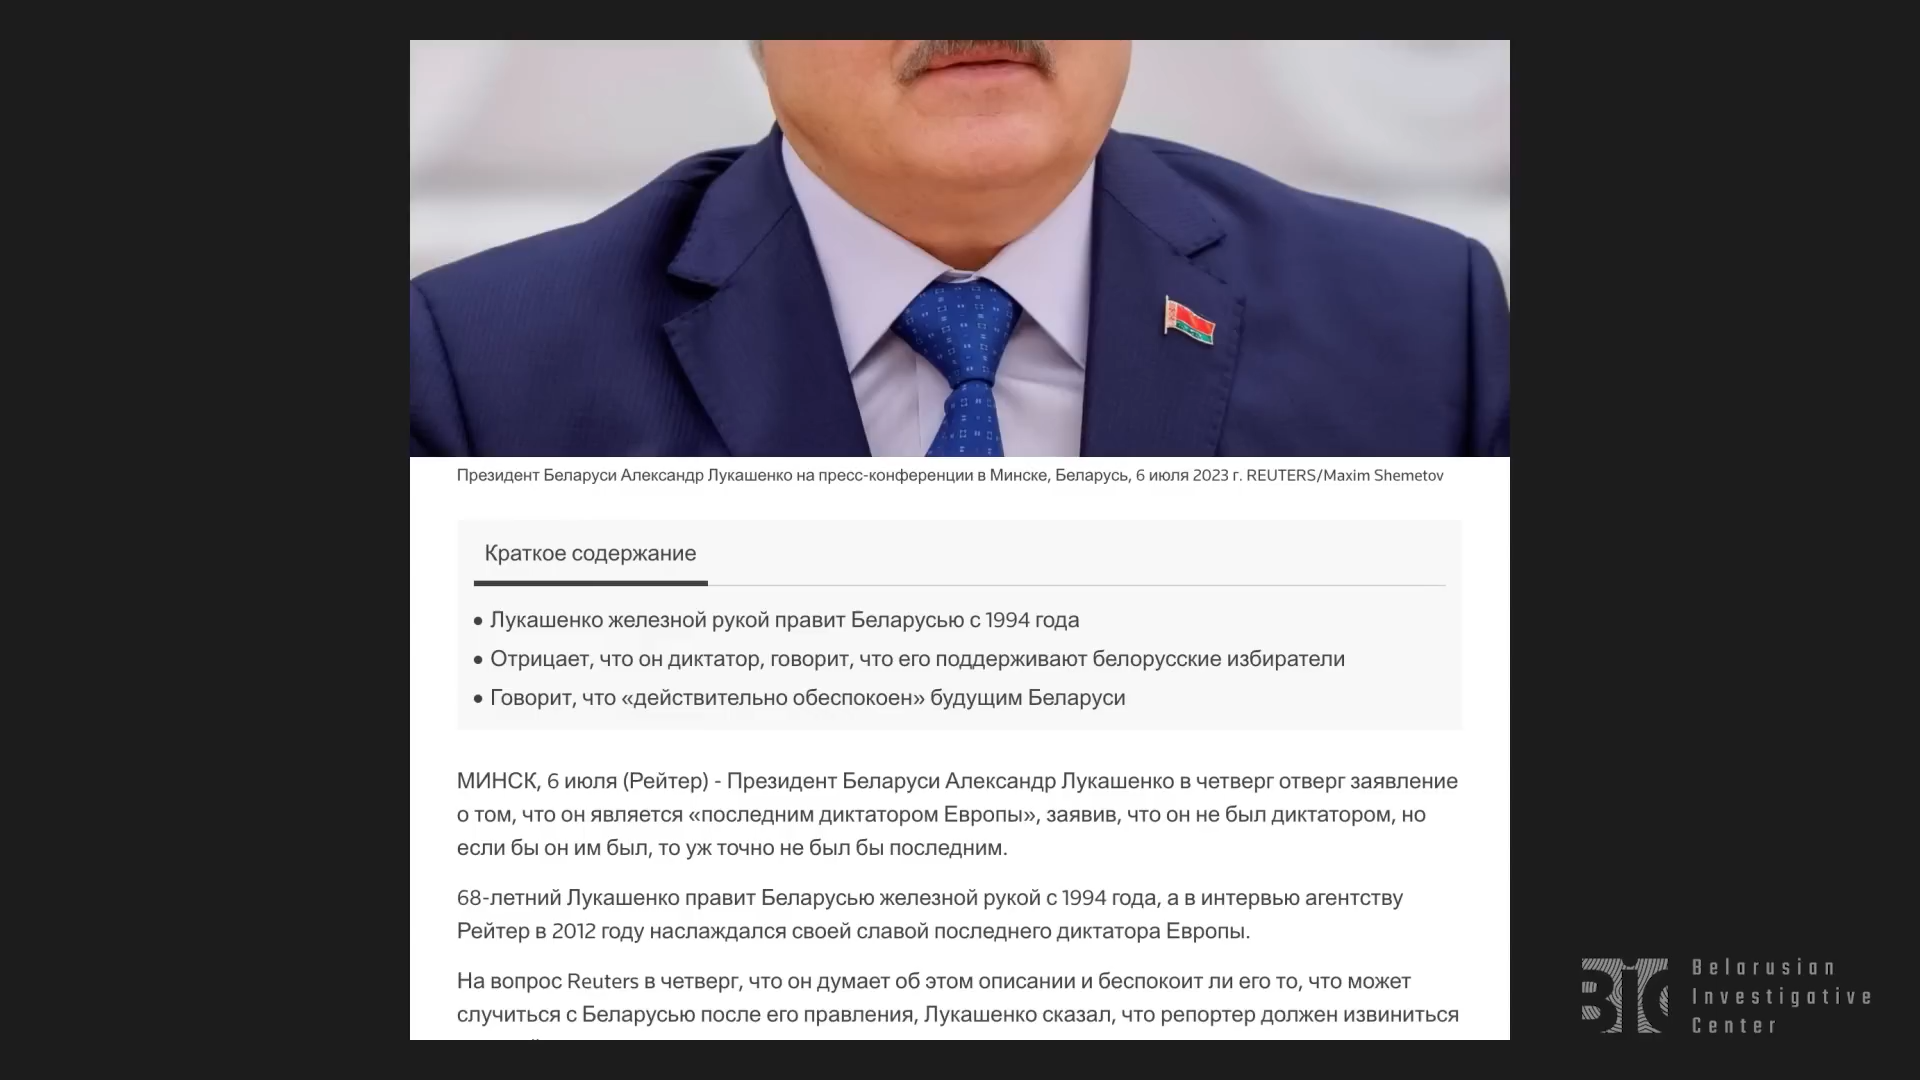 Президент Беларуси Александр Лукашенко на пресс-конференции в Минске, Беларусь, 6 июля 2023 г. REUTERS/Maxim Shemetov
Краткое содержание
● Лукашенко железной рукой правит Беларусью с 1994 года
● Отрицает, что он диктатор, говорит, что его поддерживают белорусские избиратели
● Говорит, что «действительно обеспокоен» будущим Беларуси
МИНСК, 6 июля (Рейтер) - Президент Беларуси Александр Лукашенко в четверг отверг заявление
о том, что он является «последним диктатором Европы», заявив, что он не был диктатором, но
если бы он им был, то уж точно не был бы последним.
68-летний Лукашенко правит Беларусью железной рукой с 1994 года, а в интервью агентству
Рейтер в 2012 году наслаждался своей славой последнего диктатора Европы.
На вопрос Reuters в четверг, что он думает об этом описании и беспокоит ли его то, что может
случиться с Беларусью после его правления, Лукашенко сказал, что репортер должен извиниться
Belarusian
Investigative
Center